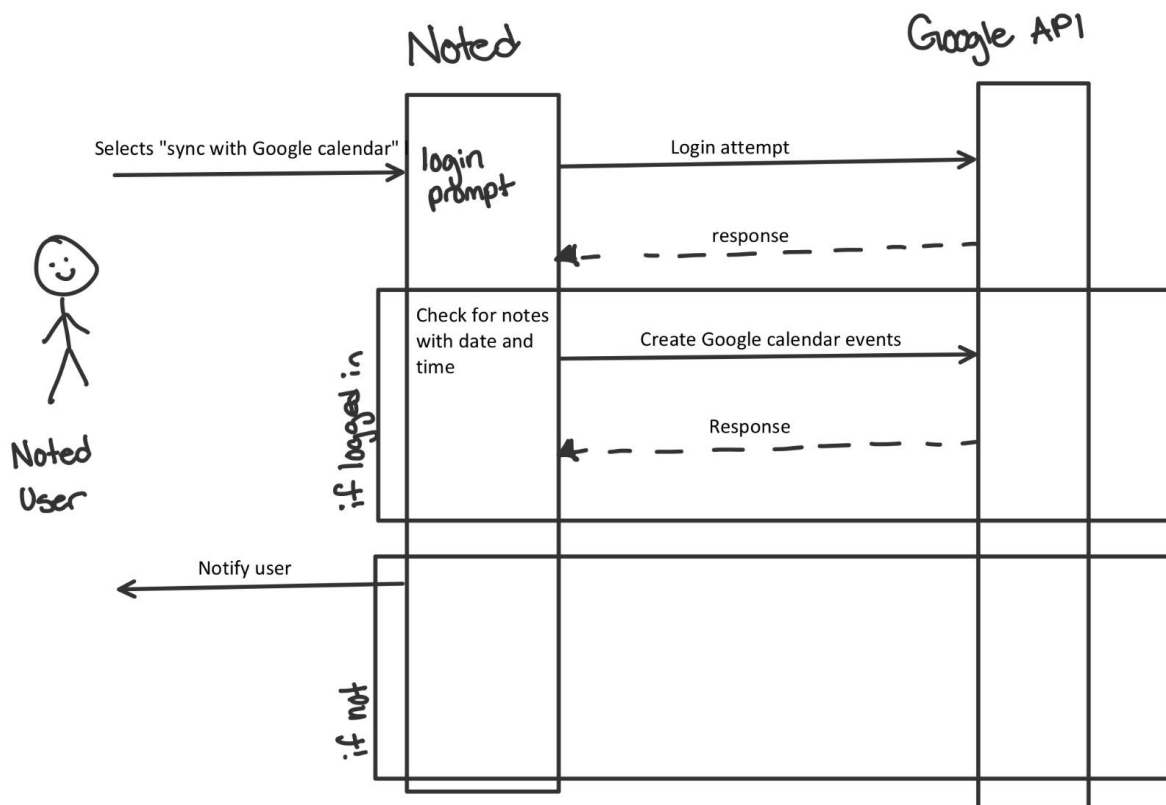 Noted
Google API
Selects "sync with Google calendar"
login
prompt
Login attempt
response
Check for notes
with date and
time
Create Google calendar events
Response
if logged in
Noted
User
Notify user
if not